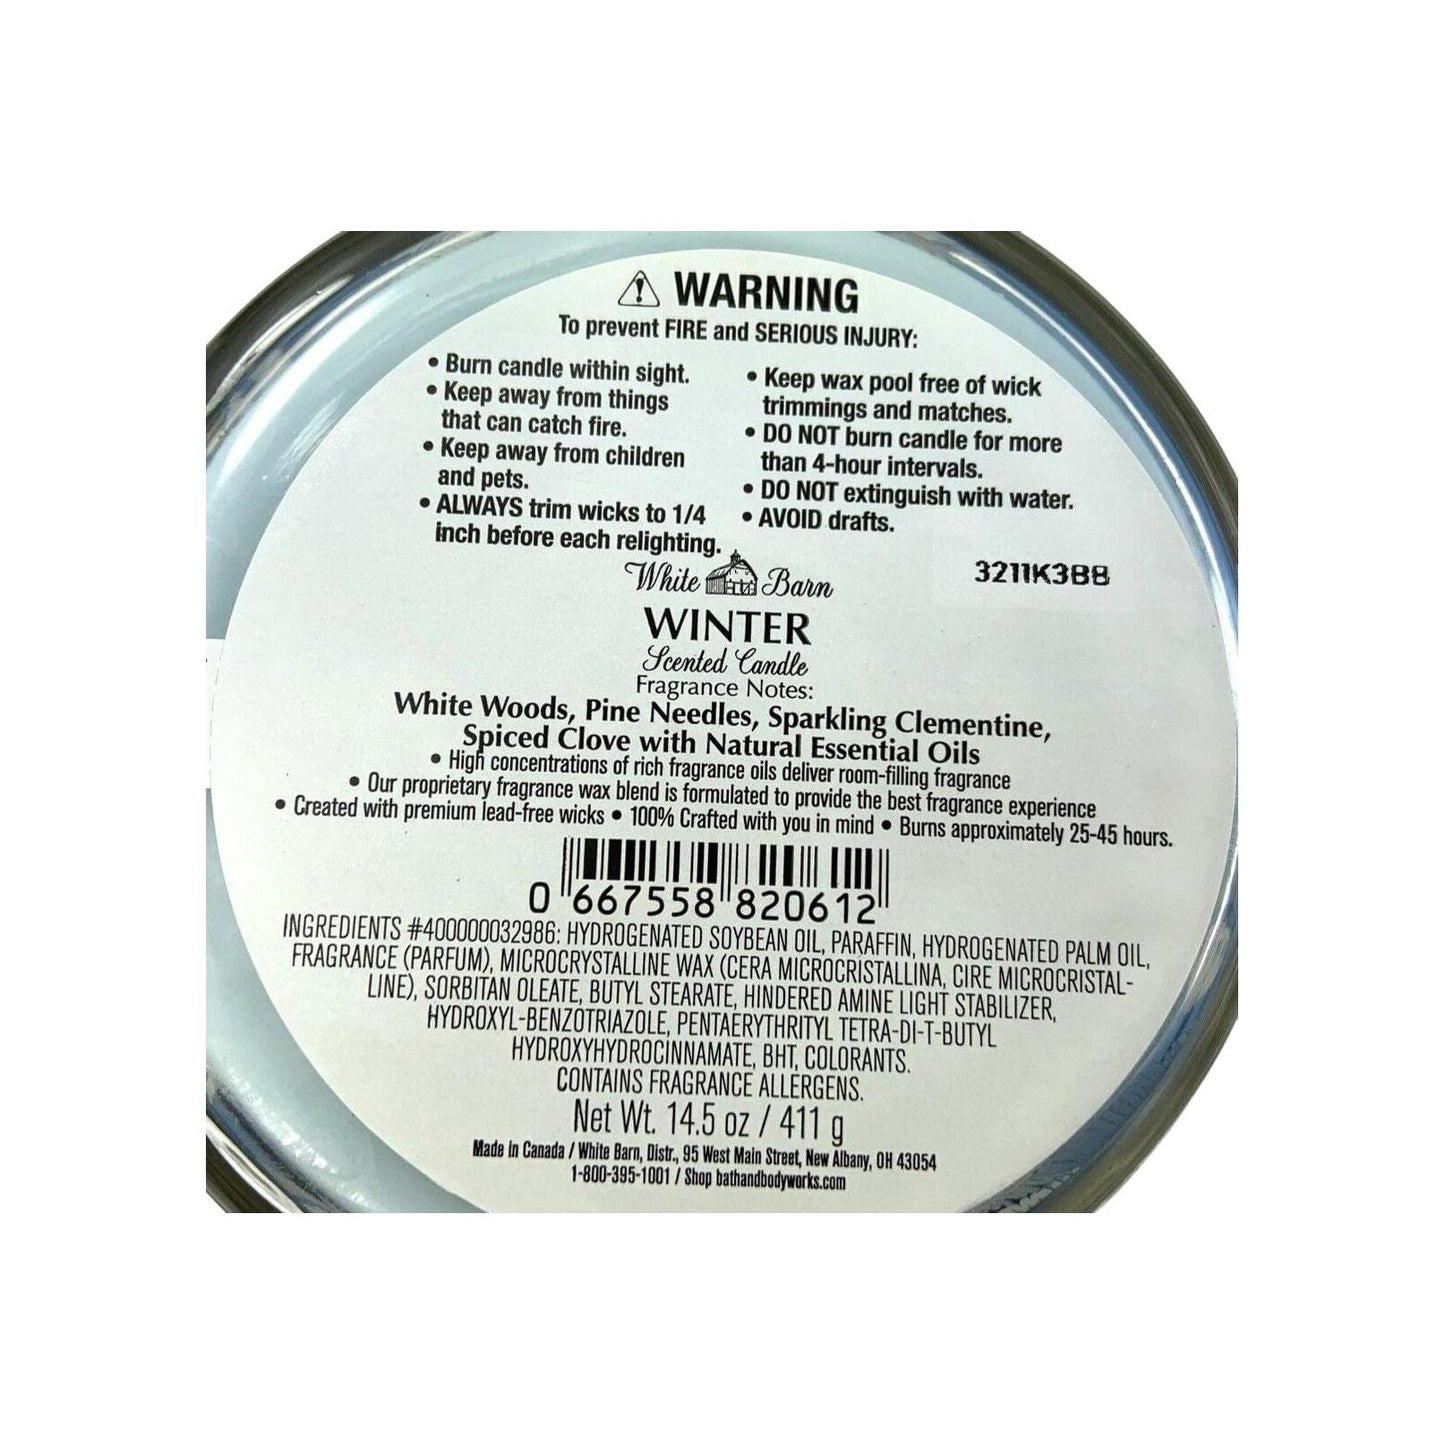 WARNING
To prevent FIRE and SERIOUS INJURY:
• Burn candle within sight.
• Keep away from things
that can catch fire.
• Keep away from children
and pets.
• ALWAYS trim wicks to 1/4
inch before each relighting.
• Keep wax pool free of wick
trimmings and matches.
• DO NOT burn candle for more
than 4-hour intervals.
• DO NOT extinguish with water.
• AVOID drafts.
3211K3B8
White Barn
WINTER
Scented Candle
Fragrance Notes:
White Woods, Pine Needles, Sparkling Clementine,
Spiced Clove with Natural Essential Oils
• High concentrations of rich fragrance oils deliver room-filling fragrance
• Our proprietary fragrance wax blend is formulated to provide the best fragrance experience
• Created with premium lead-free wicks • 100% Crafted with you in mind • Burns approximately 25-45 hours.
0 667558 820612
INGREDIENTS #400000032986: HYDROGENATED SOYBEAN OIL, PARAFFIN, HYDROGENATED PALM OIL,
FRAGRANCE (PARFUM), MICROCRYSTALLINE WAX (CERA MICROCRISTALLINA, CIRE MICROCRISTAL-
LINE), SORBITAN OLEATE, BUTYL STEARATE, HINDERED AMINE LIGHT STABILIZER,
HYDROXYL-BENZOTRIAZOLE, PENTAERYTHRITYL TETRA-DI-T-BUTYL
HYDROXYHYDROCINNAMATE, BHT, COLORANTS.
CONTAINS FRAGRANCE ALLERGENS.
Net Wt. 14.5 oz / 411 g
Made in Canada / White Barn, Distr., 95 West Main Street, New Albany, OH 43054
1-800-395-1001 / Shop bathandbodyworks.com